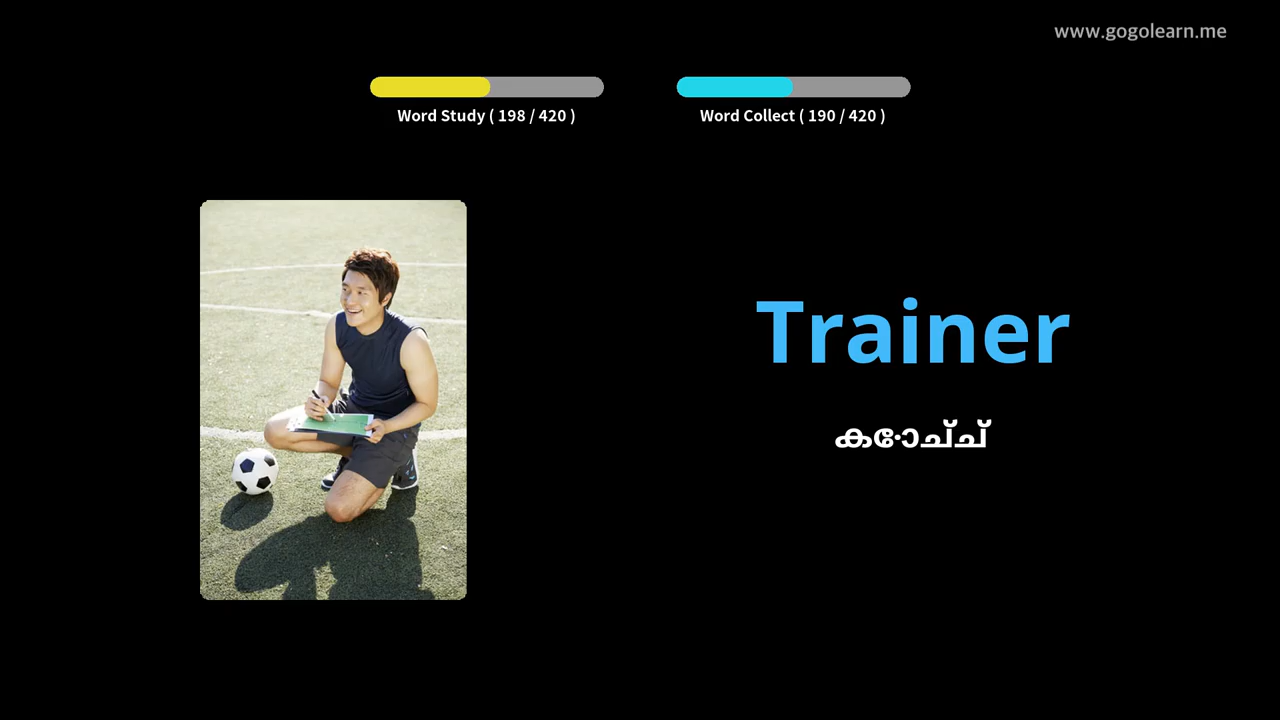 www.gogolearn.me
Word Study ( 198 / 420 )
Word Collect ( 190 / 420 )
Trainer
കോച്ച്